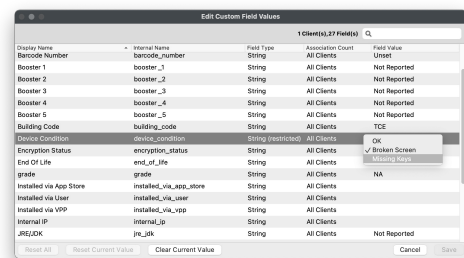 Edit Custom Field Values
1 Client(s),27 Field(s)
Display Name Internal Name Field Type Association Count Field Value
Barcode Number barcode_number String All Clients Unset
Booster 1 booster_1 String All Clients Not Reported
Booster 2 booster_2 String All Clients Not Reported
Booster 3 booster_3 String All Clients Not Reported
Booster 4 booster_4 String All Clients Not Reported
Booster 5 booster_5 String All Clients Not Reported
Building Code building_code String All Clients TCE
Device Condition device_condition String (restricted) All Clients
OK
✓ Broken Screen
Missing Keys
Encryption Status encryption_status String All Clients
End Of Life end_of_life String All Clients
grade grade String All Clients NA
Installed via App Store installed_via_app_store String All Clients
Installed via User installed_via_user String All Clients
Installed via VPP installed_via_vpp String All Clients
Internal IP internal_ip String All Clients
JRE/JDK jre_jdk String All Clients Not Reported
Reset All Reset Current Value Clear Current Value Cancel Save